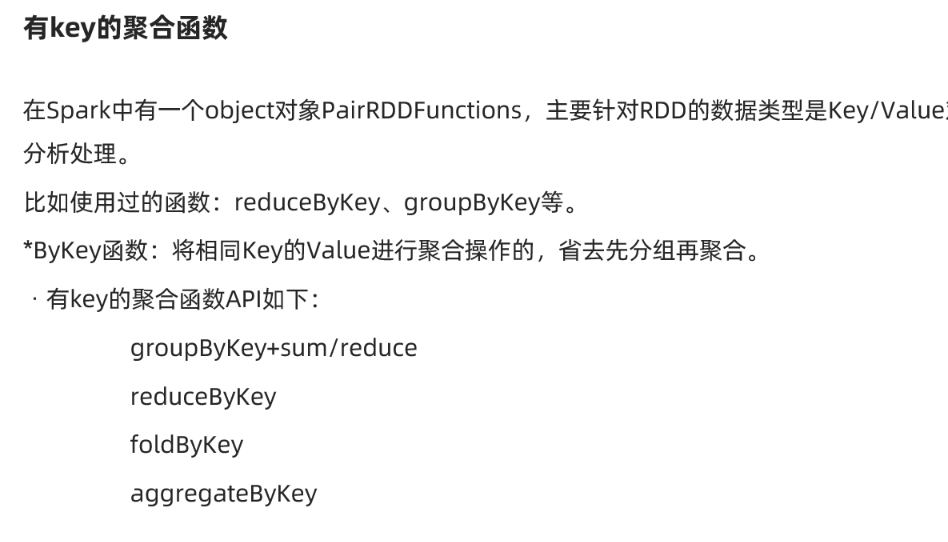 有key的聚合函数
在Spark中有一个object对象PairRDDFunctions，主要针对RDD的数据类型是Key/Value
分析处理。
比如使用过的函数：reduceByKey、groupByKey等。
*ByKey函数：将相同Key的Value进行聚合操作的，省去先分组再聚合。
· 有key的聚合函数API如下：
groupByKey+sum/reduce
reduceByKey
foldByKey
aggregateByKey